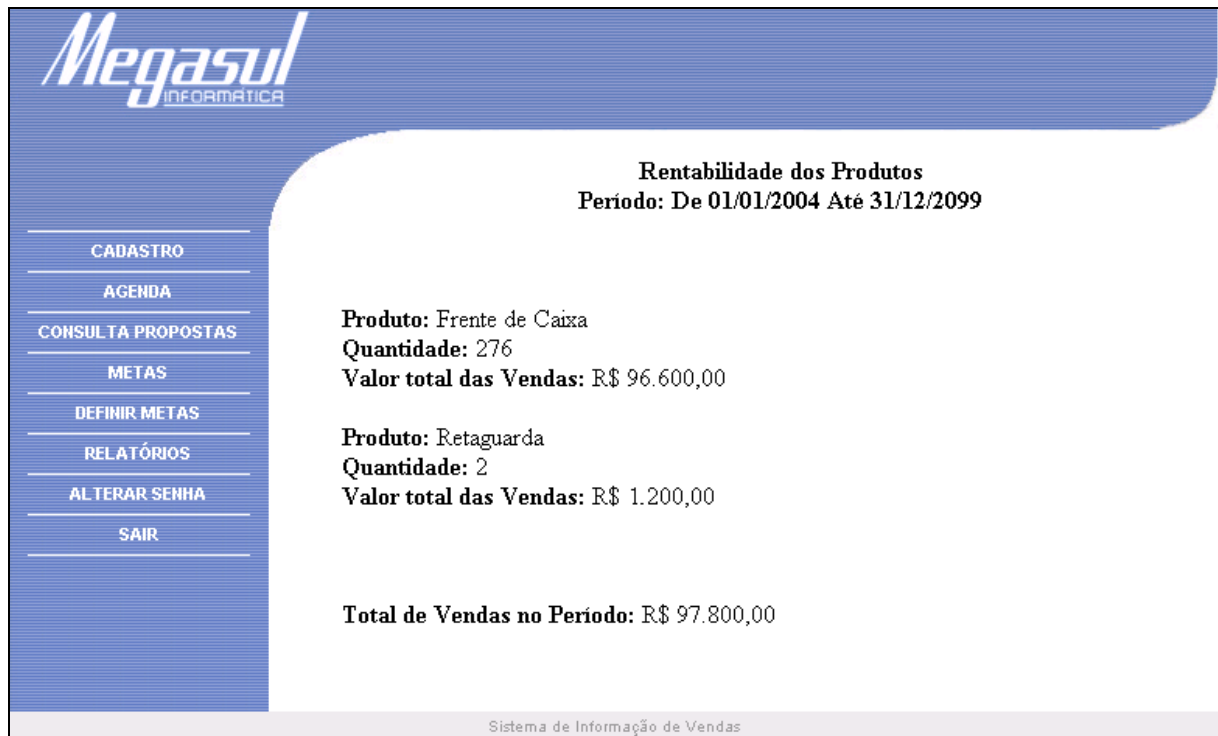 Megasul
INFORMÁTICA
Rentabilidade dos Produtos
Período: De 01/01/2004 Até 31/12/2099
CADASTRO
AGENDA
CONSULTA PROPOSTAS
METAS
DEFINIR METAS
RELATÓRIOS
ALTERAR SENHA
SAIR
Produto: Frente de Caixa
Quantidade: 276
Valor total das Vendas: R$ 96.600,00
Produto: Retaguarda
Quantidade: 2
Valor total das Vendas: R$ 1.200,00
Total de Vendas no Período: R$ 97.800,00
Sistema de Informação de Vendas